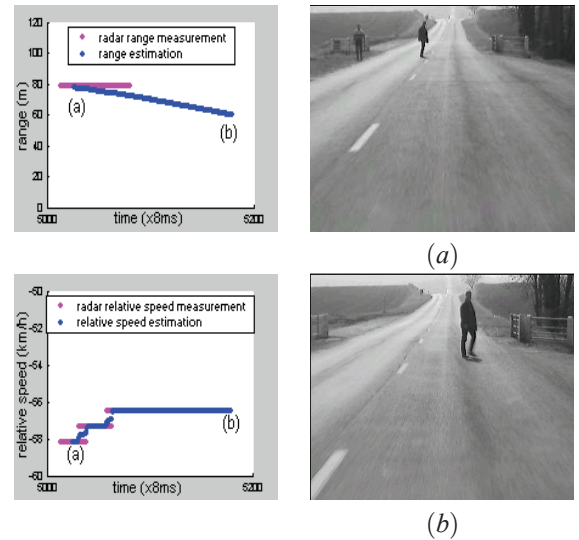 120
100
80
60
40
20
0
range (m)
radar range measurement
range estimation
(a)
(b)
5000
time (x8ms)
5200
(a)
-50
-52
-54
-56
-58
-60
relative speed (km/h)
radar relative speed measurement
relative speed estimation
(a)
(b)
5000
time (x8ms)
5200
(b)